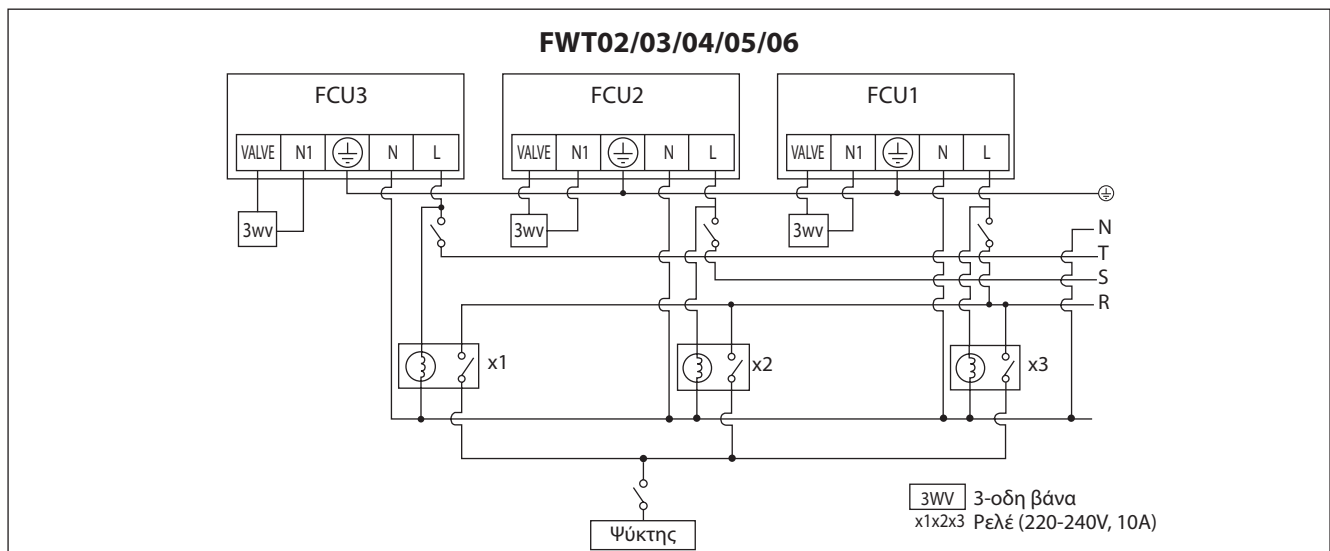 FWT02/03/04/05/06
FCU3 FCU2 FCU1
VALVE N1 N L VALVE N1 N L VALVE N1 N L
3wv 3wv 3wv
N
T
S
R
x1 x2 x3
3WV 3-οδη βάνα
x1x2x3 Ρελέ (220-240V, 10A)
Ψύκτης